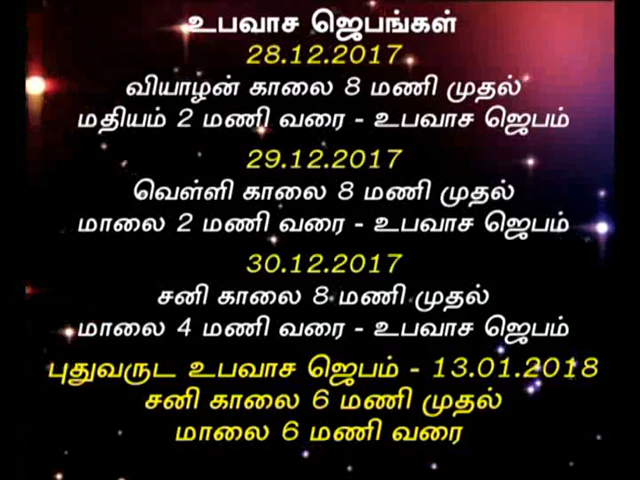 உபவாச ஜெபங்கள்
28.12.2017
வியாழன் காலை 8 மணி முதல்
மதியம் 2 மணி வரை - உபவாச ஜெபம்
29.12.2017
வெள்ளி காலை 8 மணி முதல்
மாலை 2 மணி வரை - உபவாச ஜெபம்
30.12.2017
சனி காலை 8 மணி முதல்
மாலை 4 மணி வரை - உபவாச ஜெபம்
புதுவருட உபவாச ஜெபம் - 13.01.2018
சனி காலை 6 மணி முதல்
மாலை 6 மணி வரை